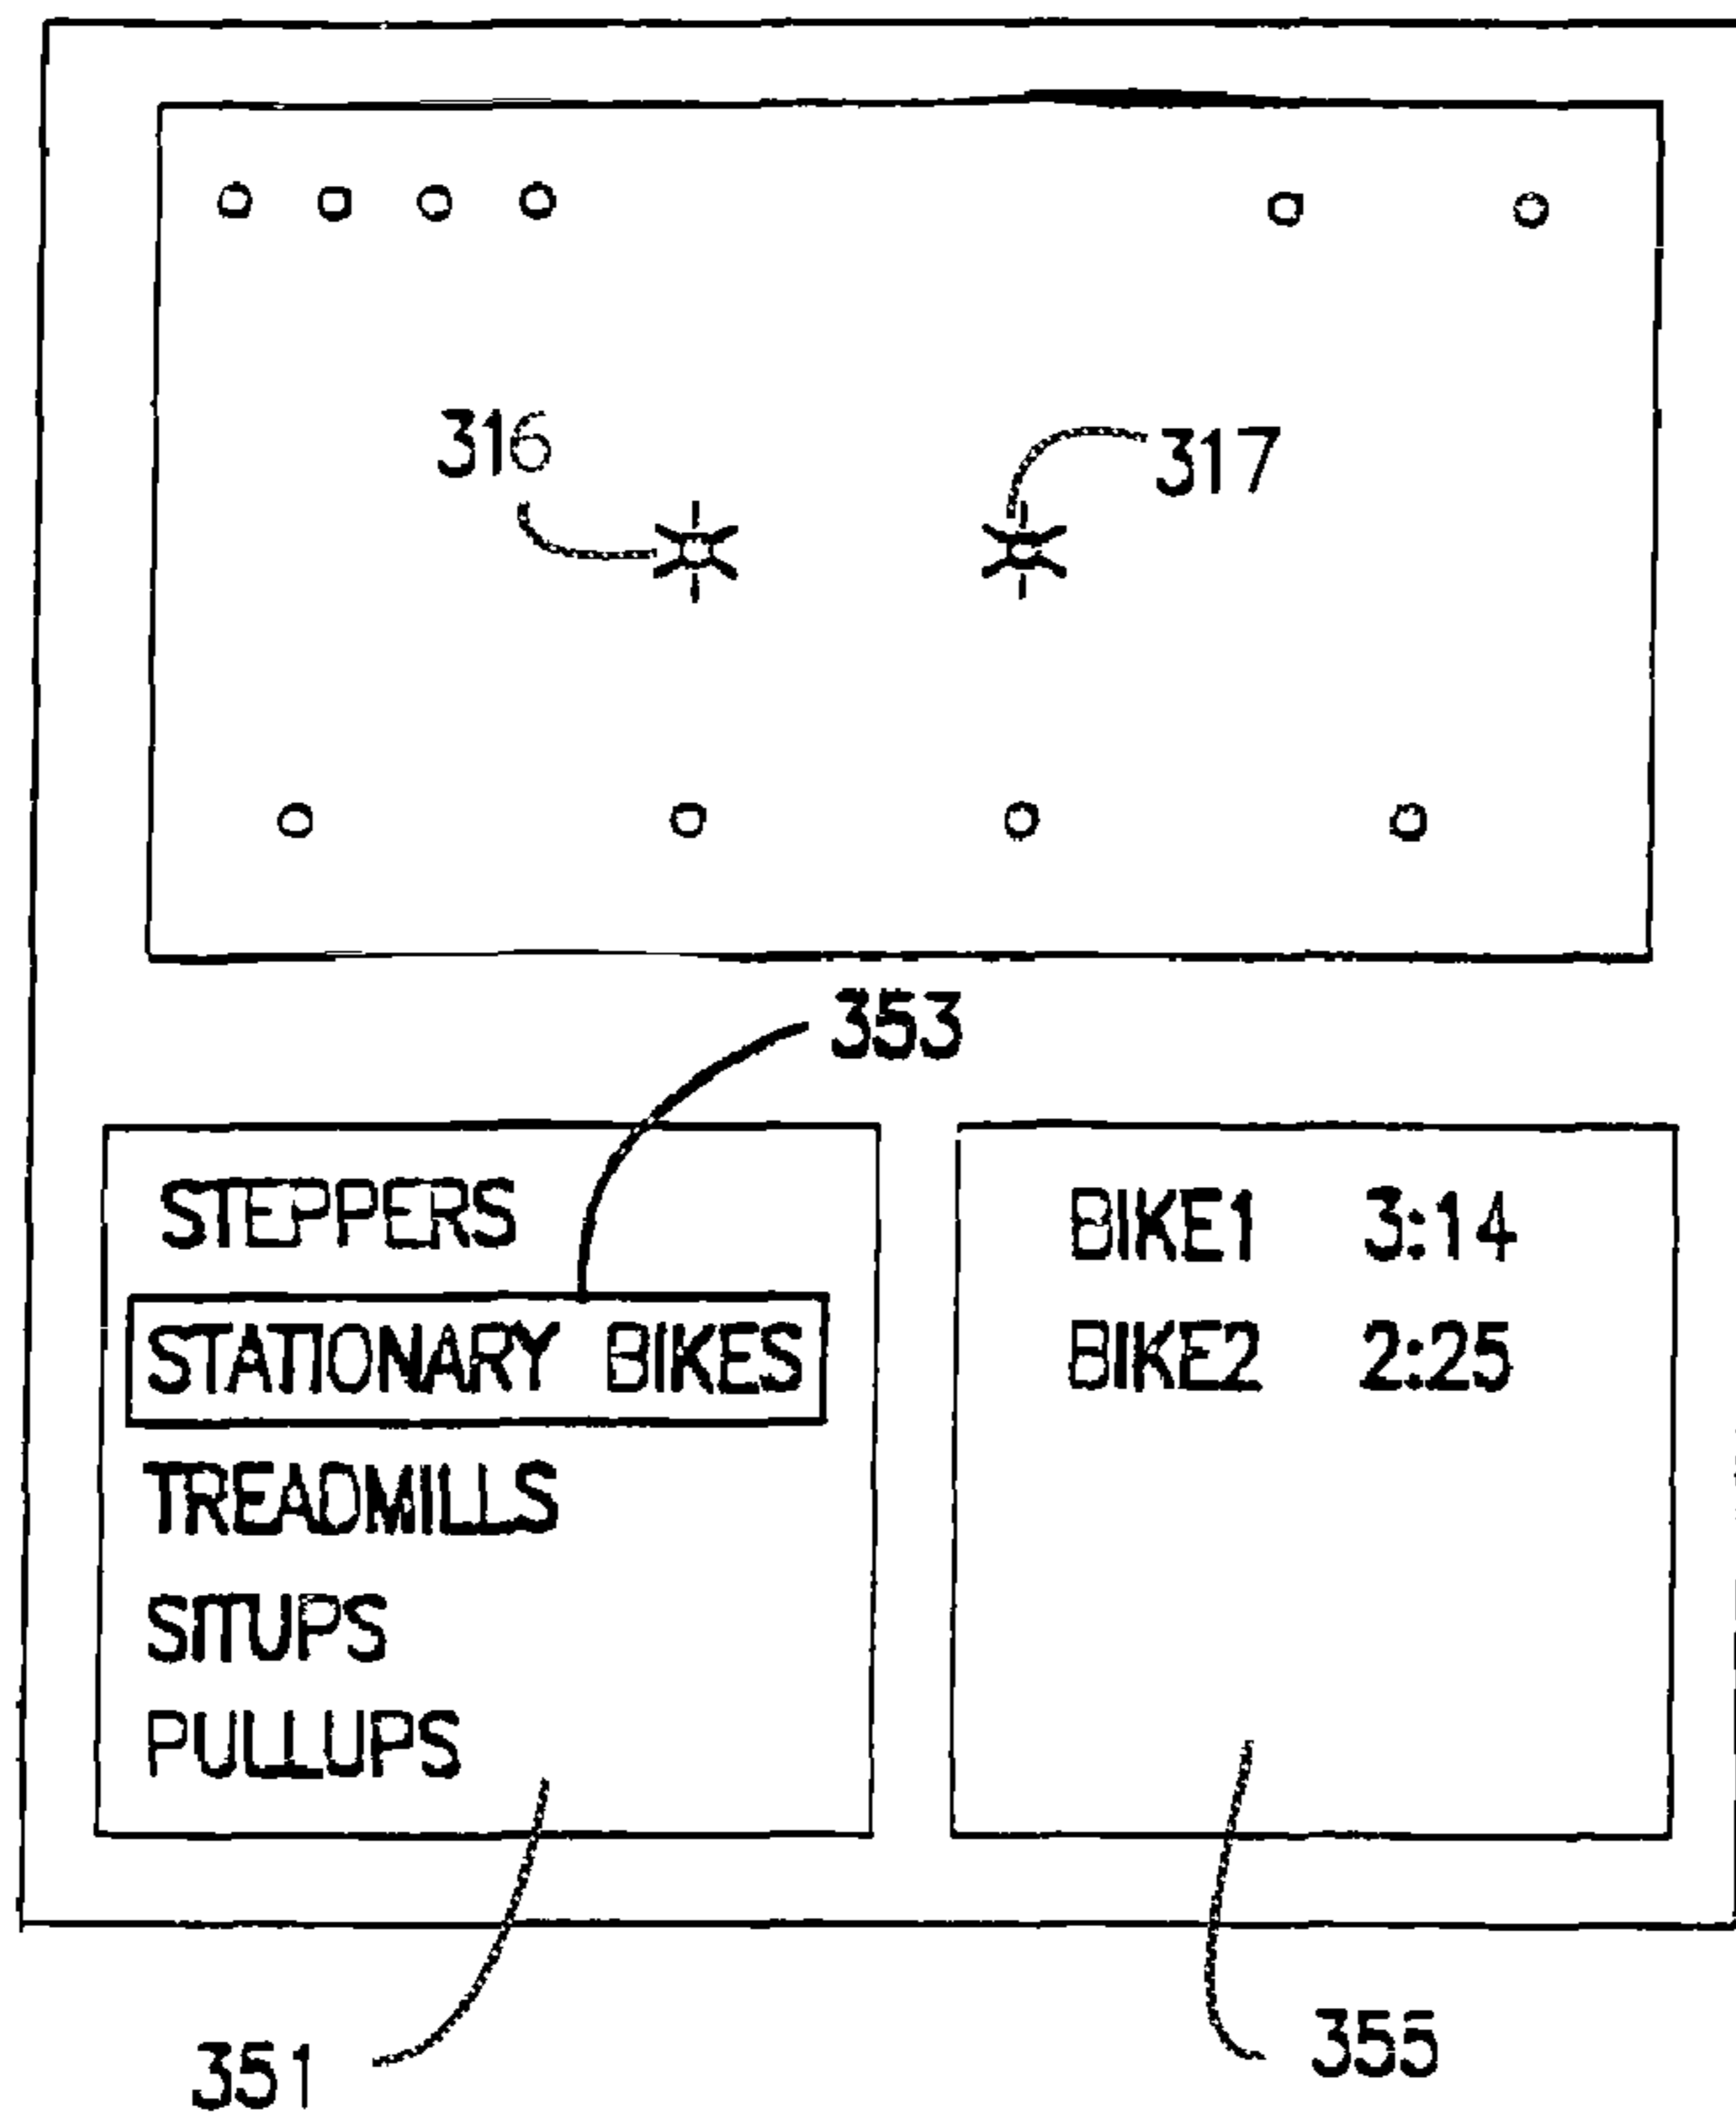 316
317
353
STEPPERS
STATIONARY BIKES
TREADMILLS
SITUPS
PULLUPS
BIKE1 3:14
BIKE2 2:25
351
355